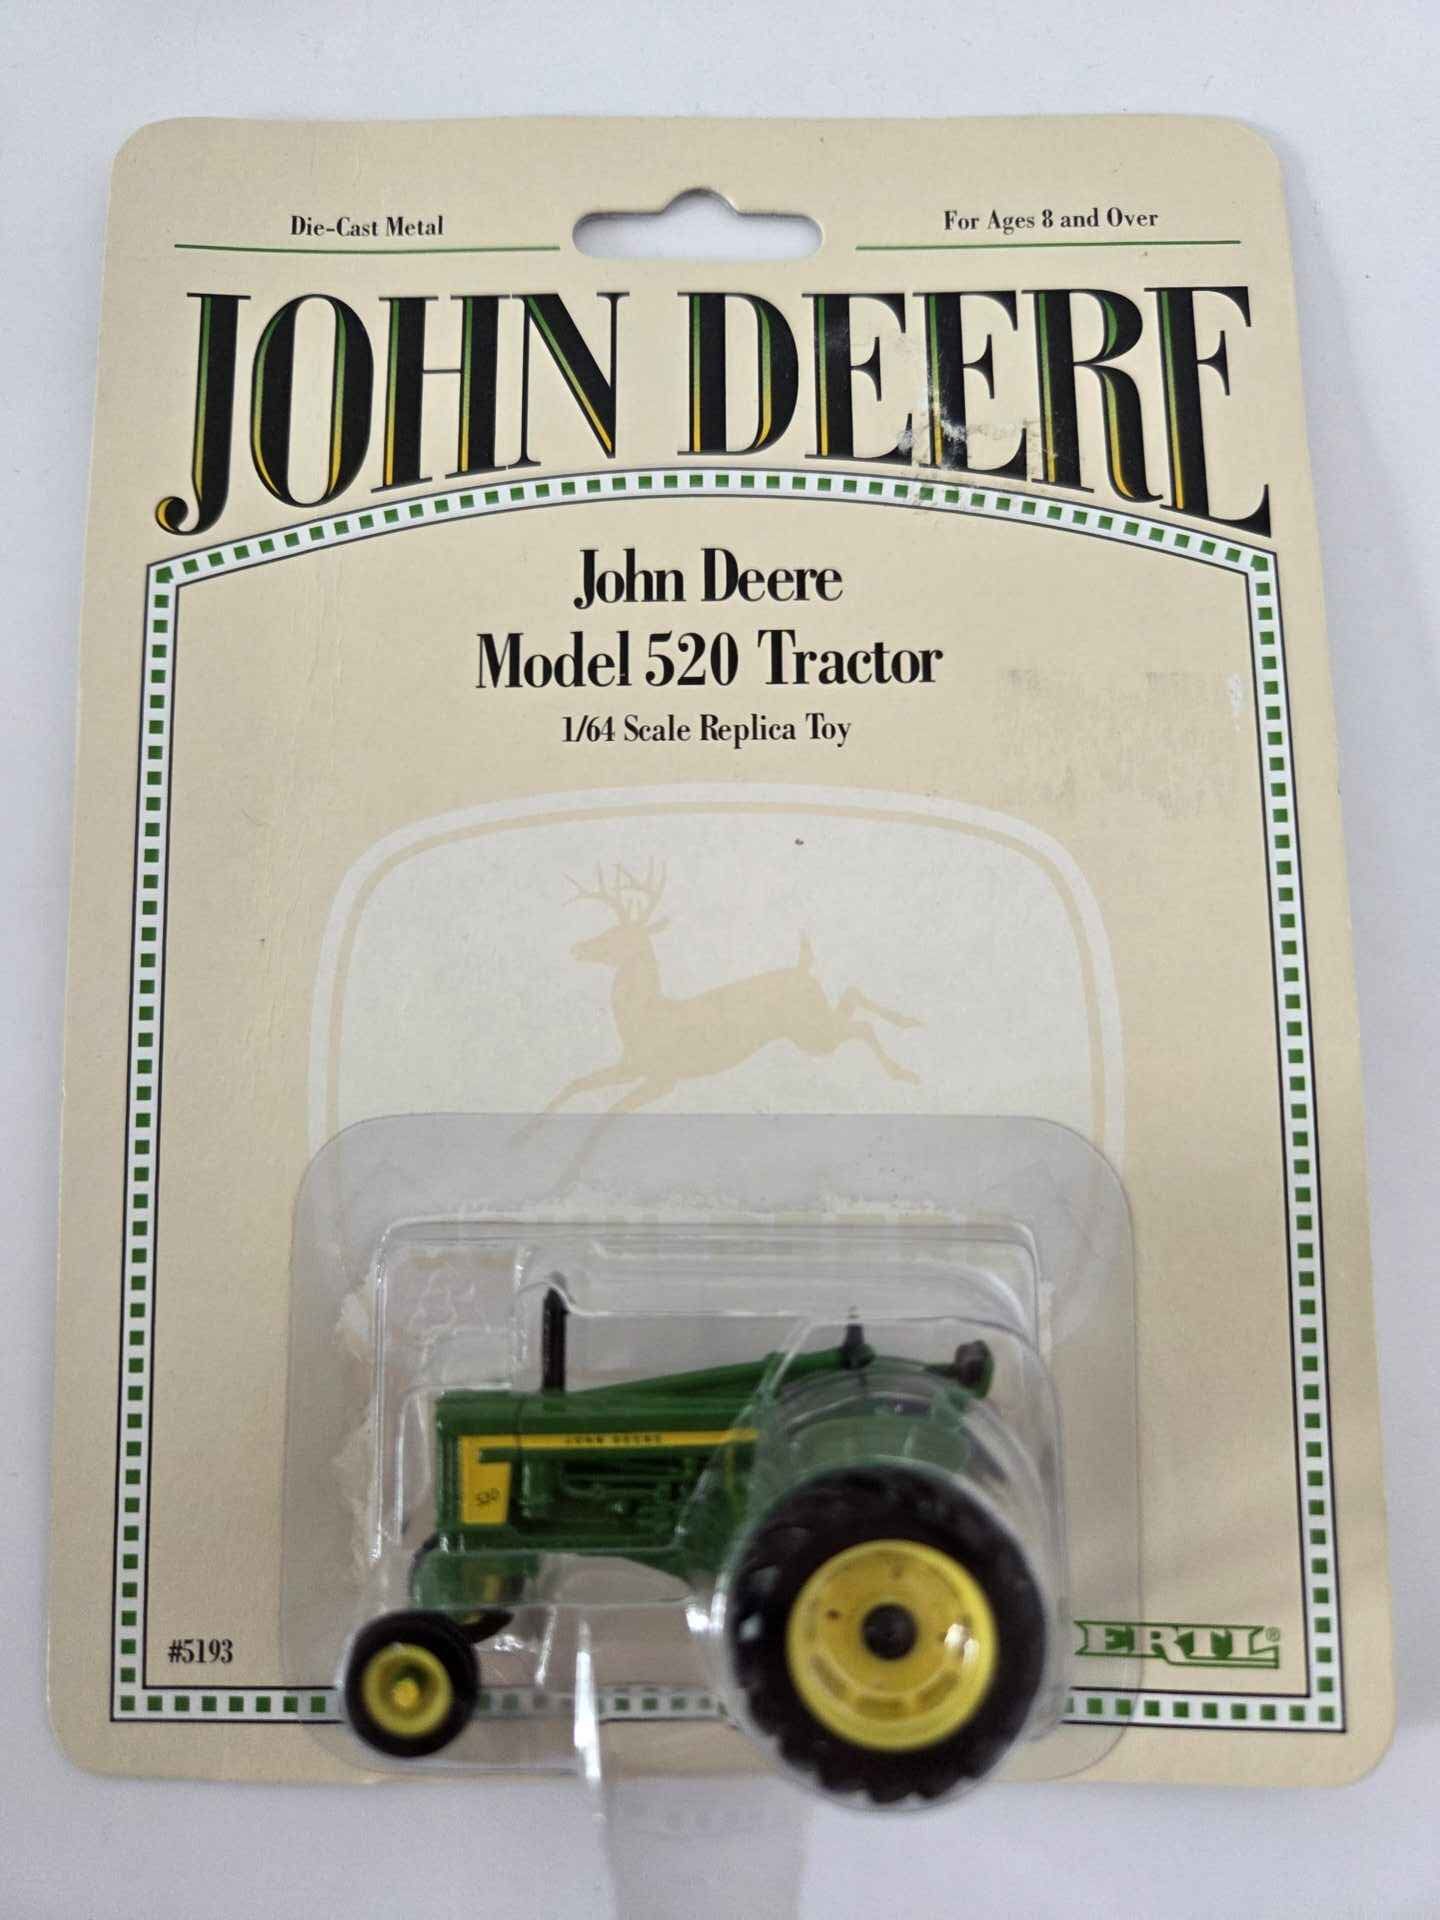 Die-Cast Metal
For Ages 8 and Over
JOHN DEERE
John Deere
Model 520 Tractor
1/64 Scale Replica Toy
JOHN DEERE
520
#5193
ERTL®